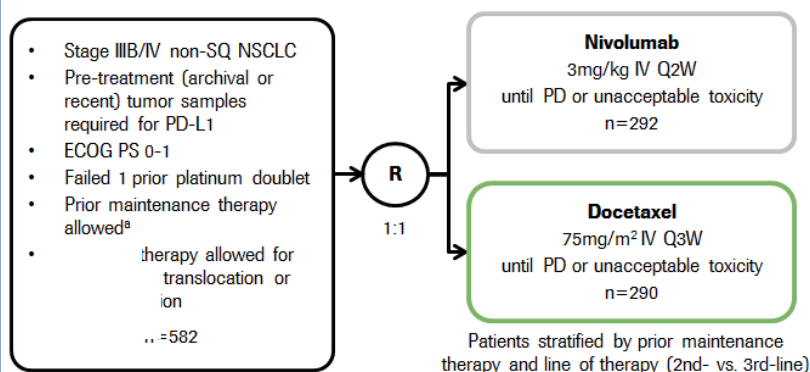 • Stage IIIB/IV non-SQ NSCLC
• Pre-treatment (archival or
recent) tumor samples
required for PD-L1
• ECOG PS 0-1
• Failed 1 prior platinum doublet
• Prior maintenance therapy
allowedᵃ
• therapy allowed for
translocation or
=582
R
1:1
Nivolumab
3mg/kg IV Q2W
until PD or unacceptable toxicity
n=292
Docetaxel
75mg/m² IV Q3W
until PD or unacceptable toxicity
n=290
Patients stratified by prior maintenance
therapy and line of therapy (2nd- vs. 3rd-line)